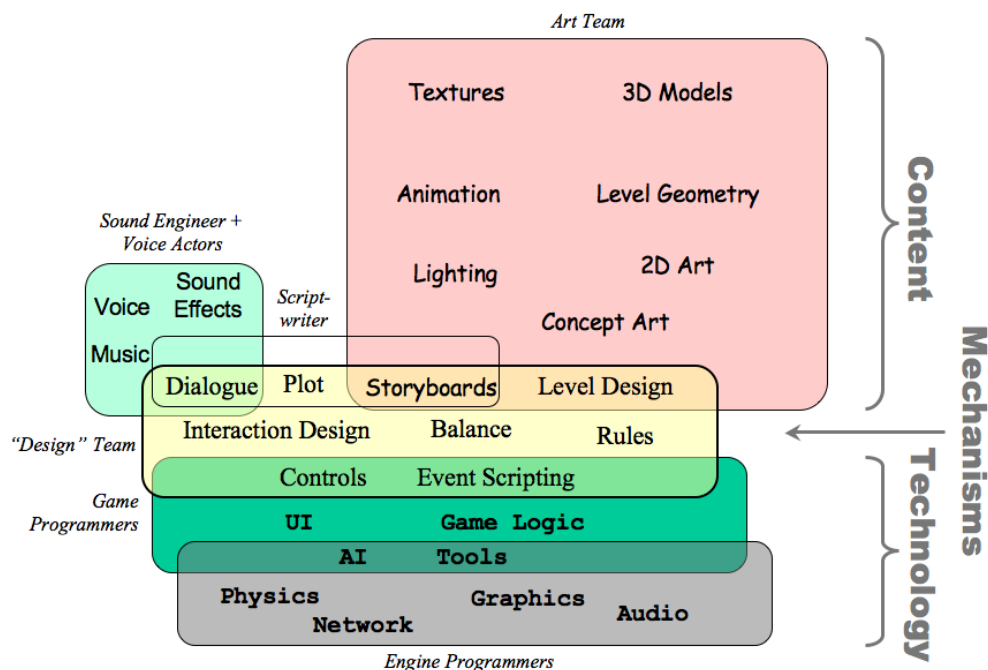 Art Team
Textures
3D Models
Animation
Level Geometry
Sound Engineer +
Voice Actors
Lighting
2D Art
Content
Sound
Effects
Voice
Script-
writer
Concept Art
Music
Mechanisms
Dialogue
Plot
Storyboards
Level Design
“Design” Team
Interaction Design
Balance
Rules
Controls
Event Scripting
Game
Programmers
UI
Game Logic
Technology
AI
Tools
Physics
Graphics
Network
Audio
Engine Programmers